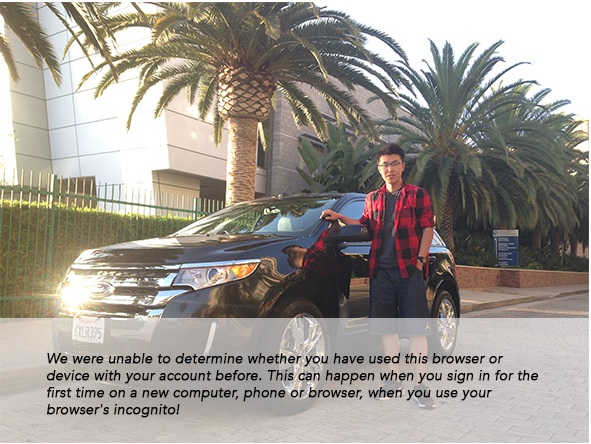 6XLR395
We were unable to determine whether you have used this browser or
device with your account before. This can happen when you sign in for the
first time on a new computer, phone or browser, when you use your
browser's incognito!